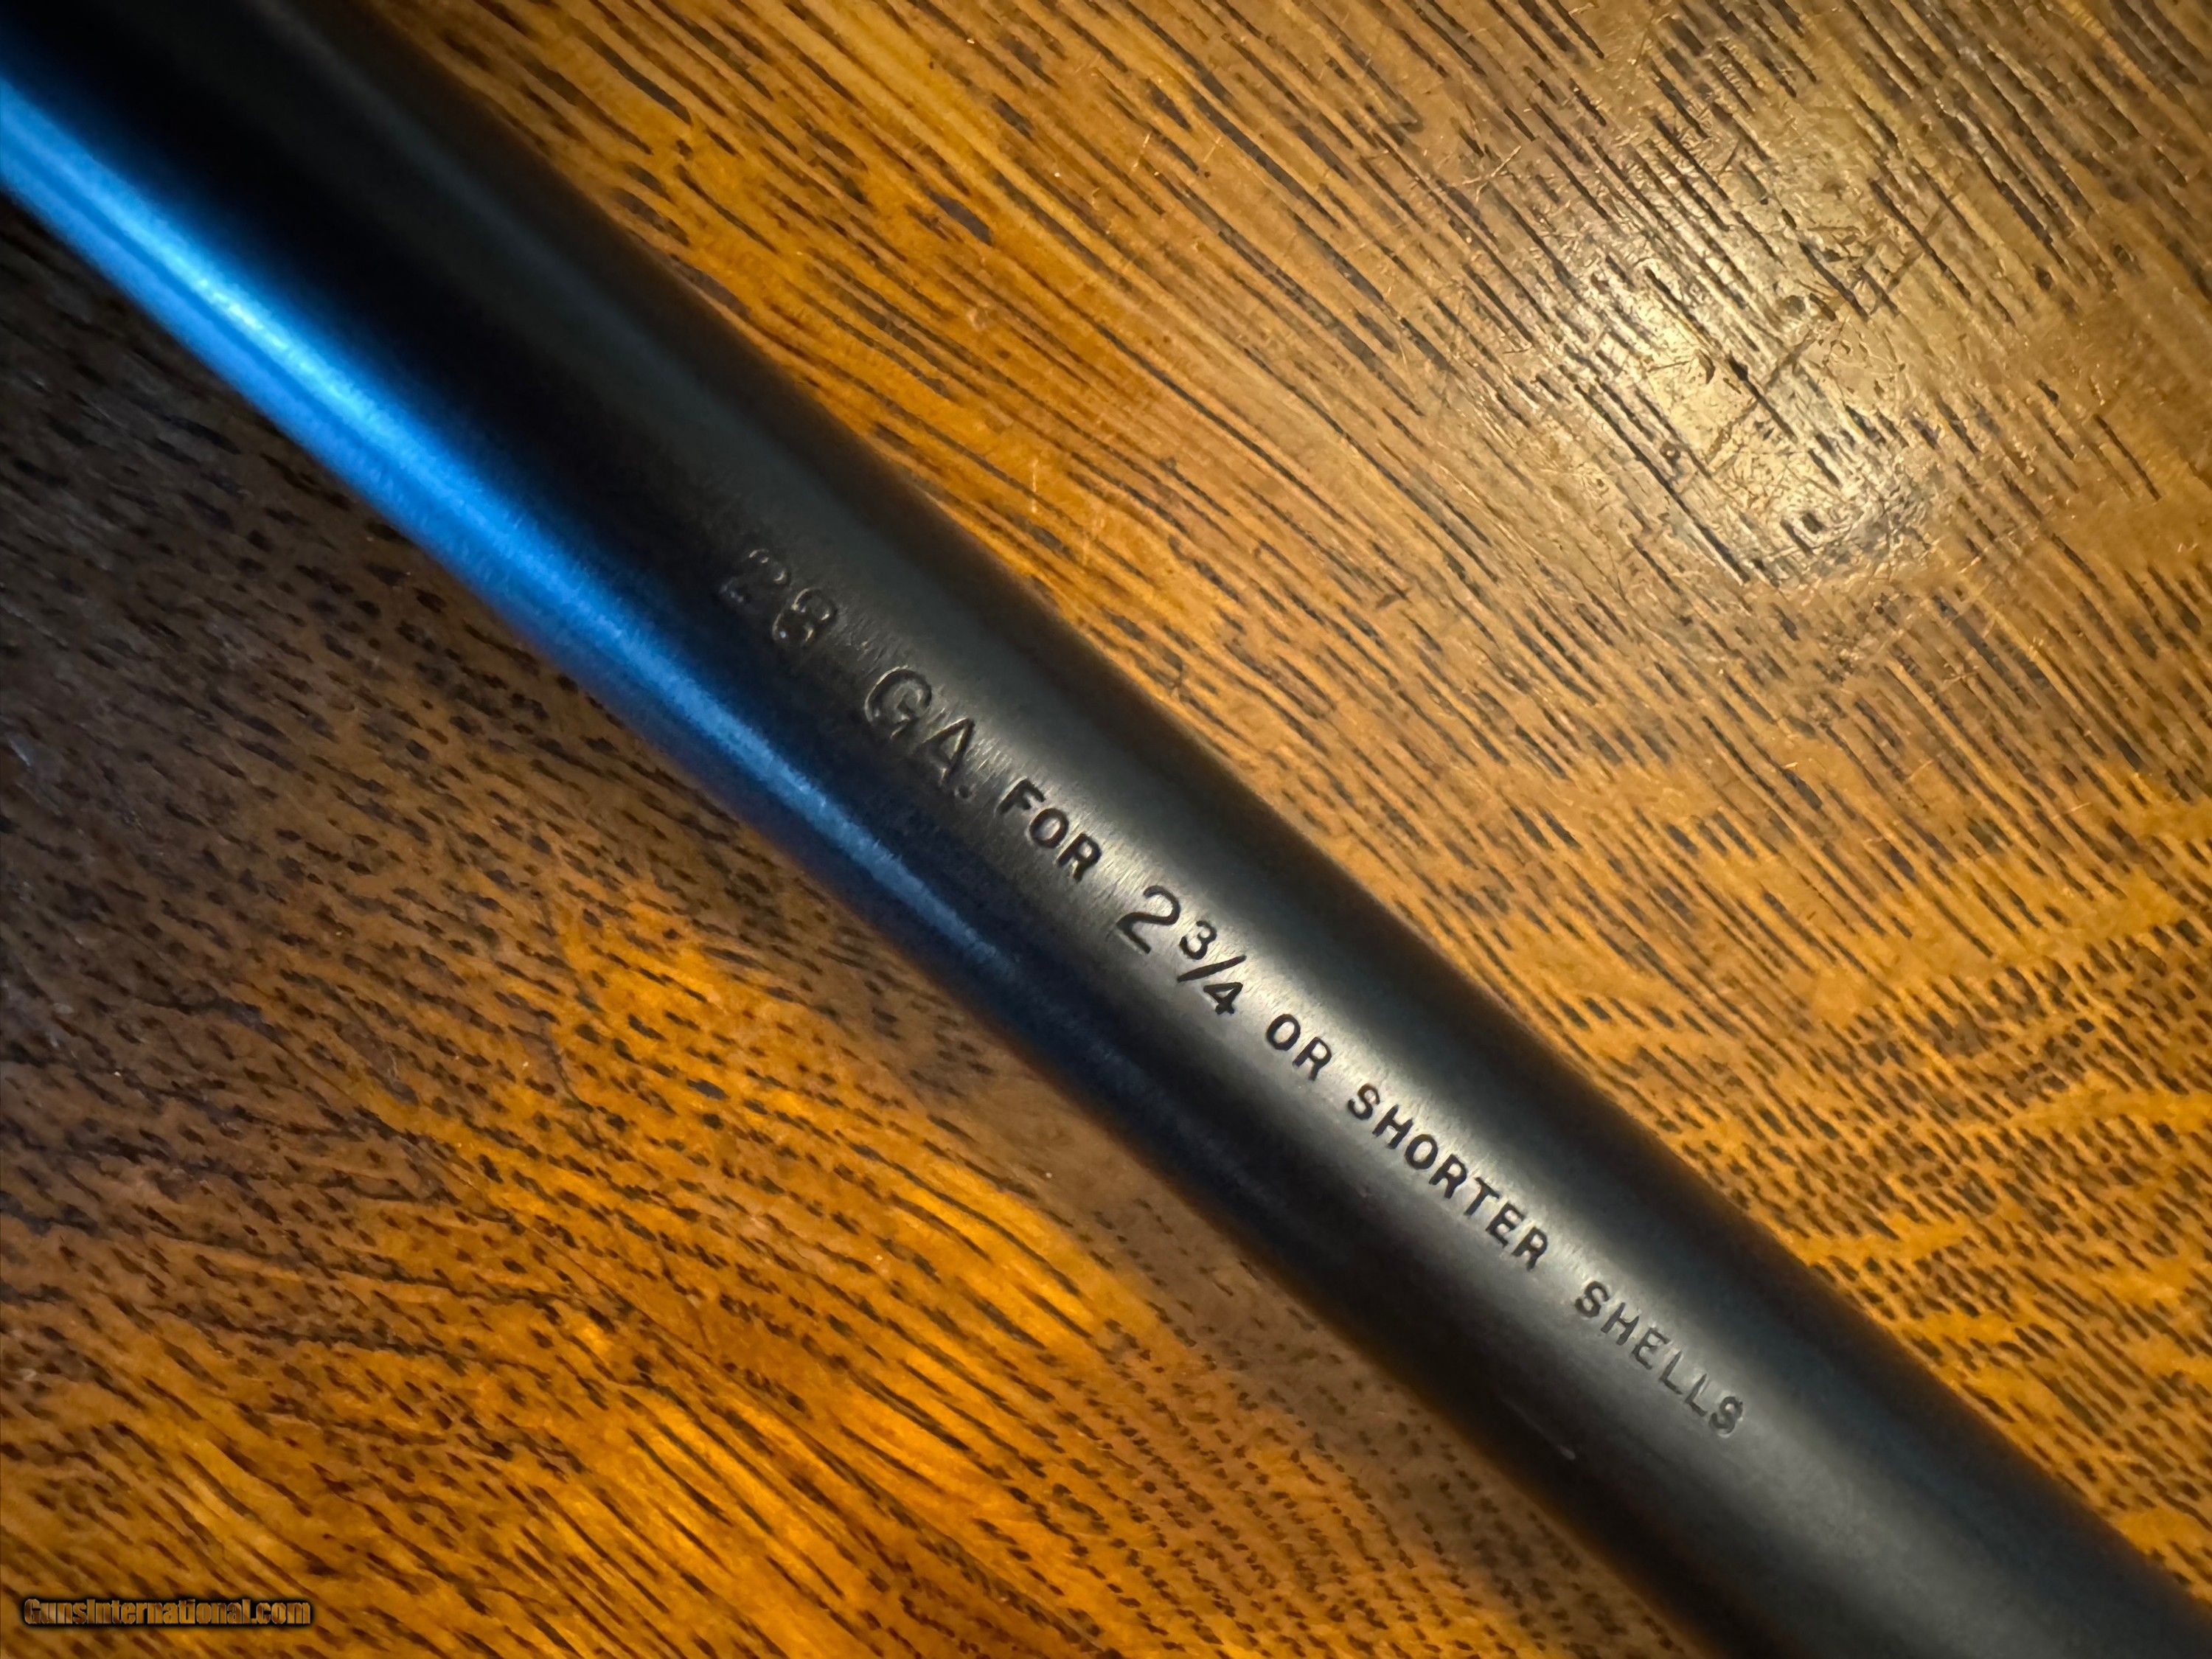 28 GA. FOR 2¾ OR SHORTER SHELLS
GunsInternational.com